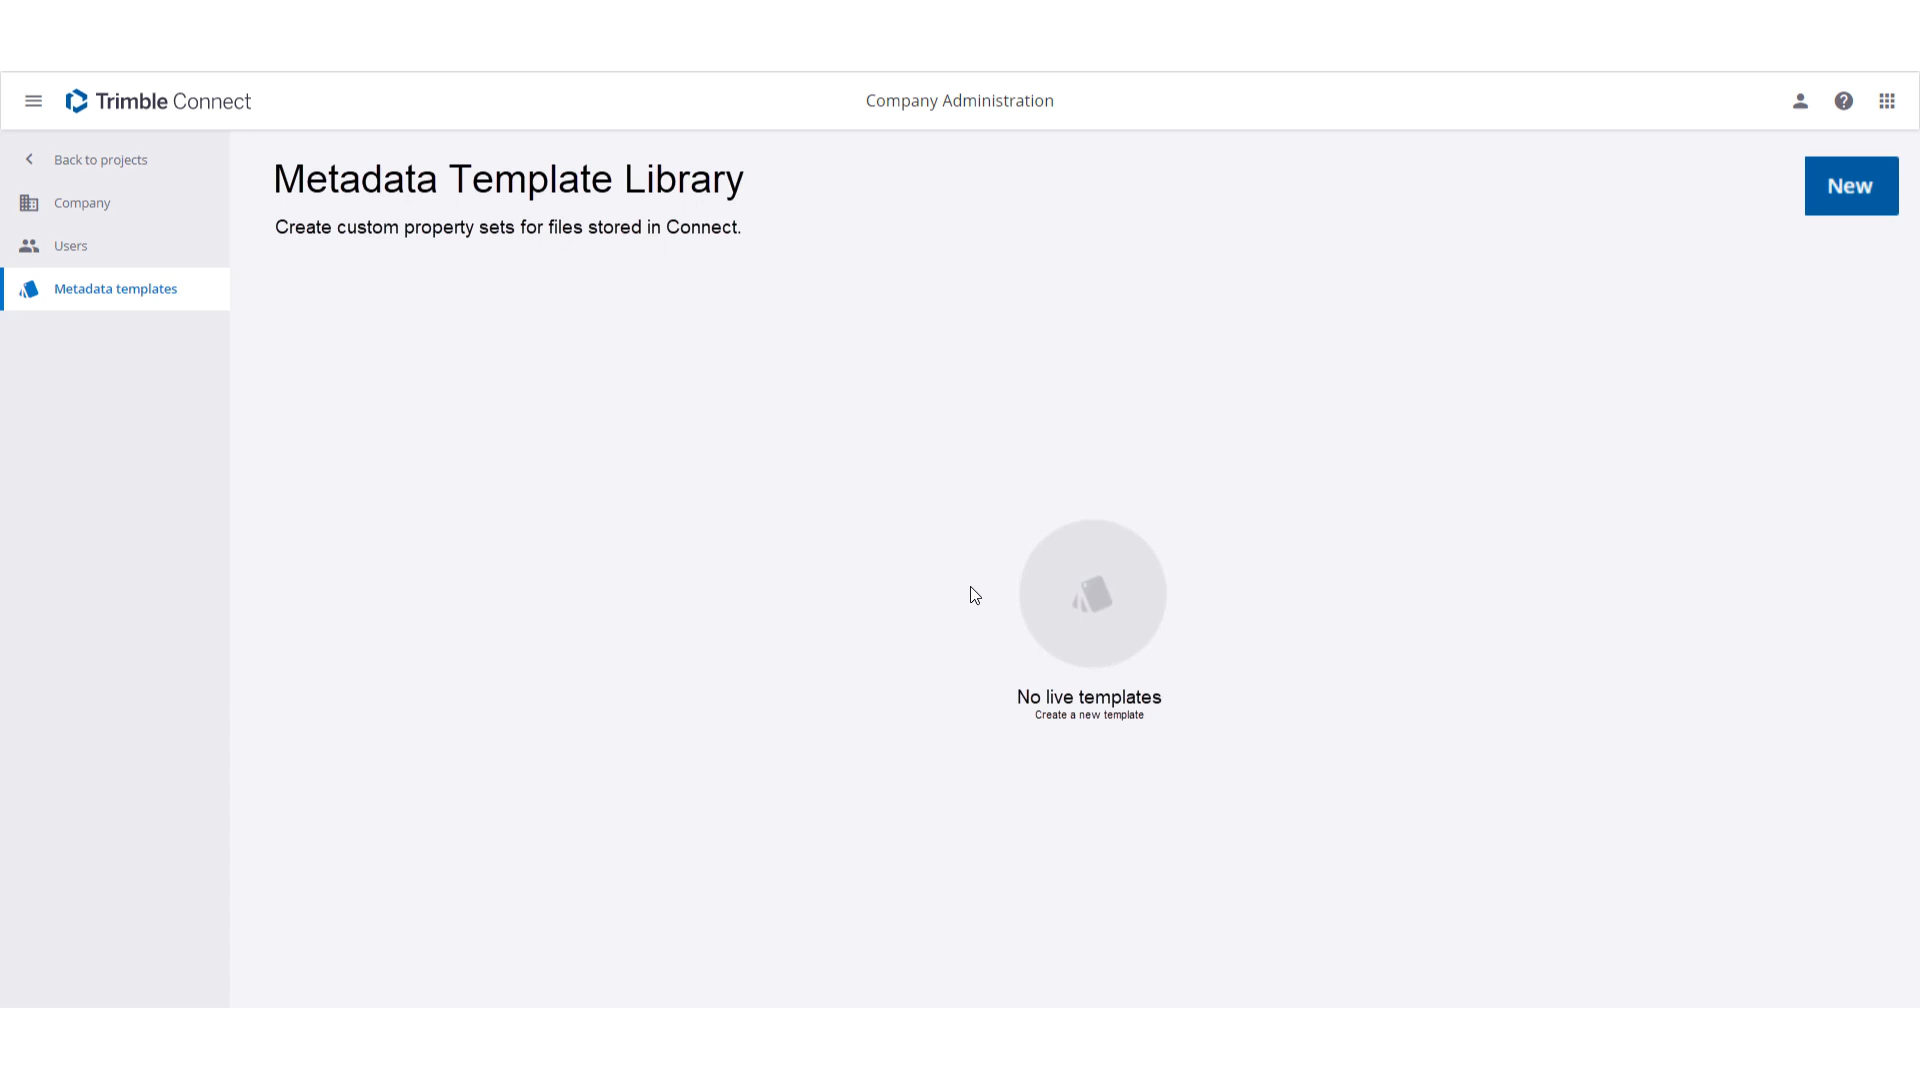 Trimble Connect
Company Administration
Back to projects
Company
Users
Metadata templates
Metadata Template Library
Create custom property sets for files stored in Connect.
New
No live templates
Create a new template